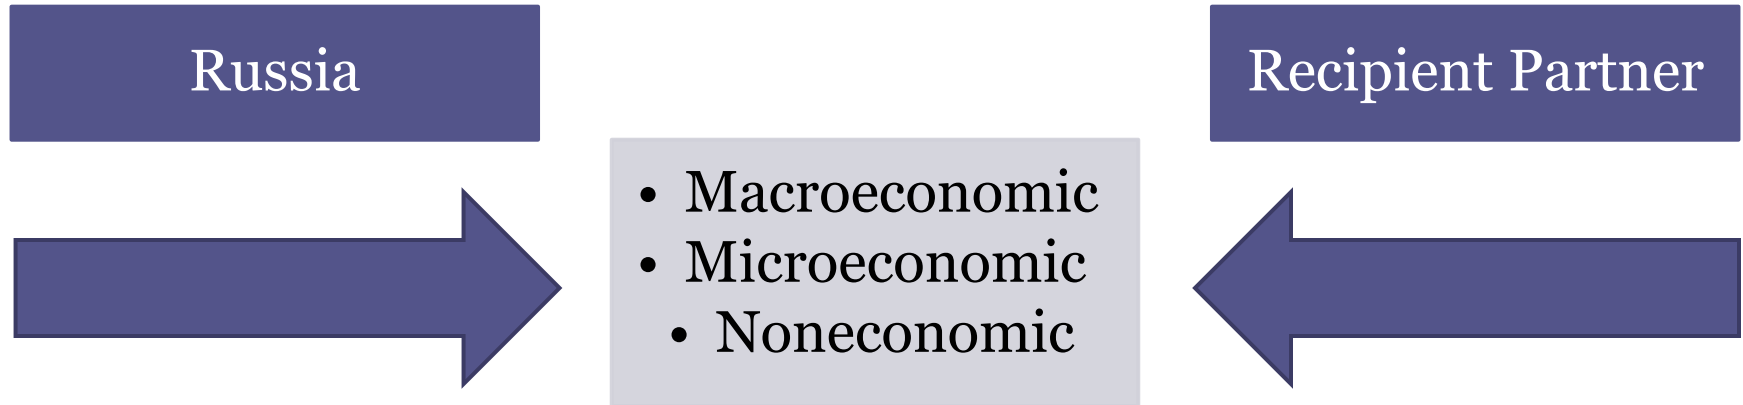 Russia
Recipient Partner
• Macroeconomic
• Microeconomic
• Noneconomic